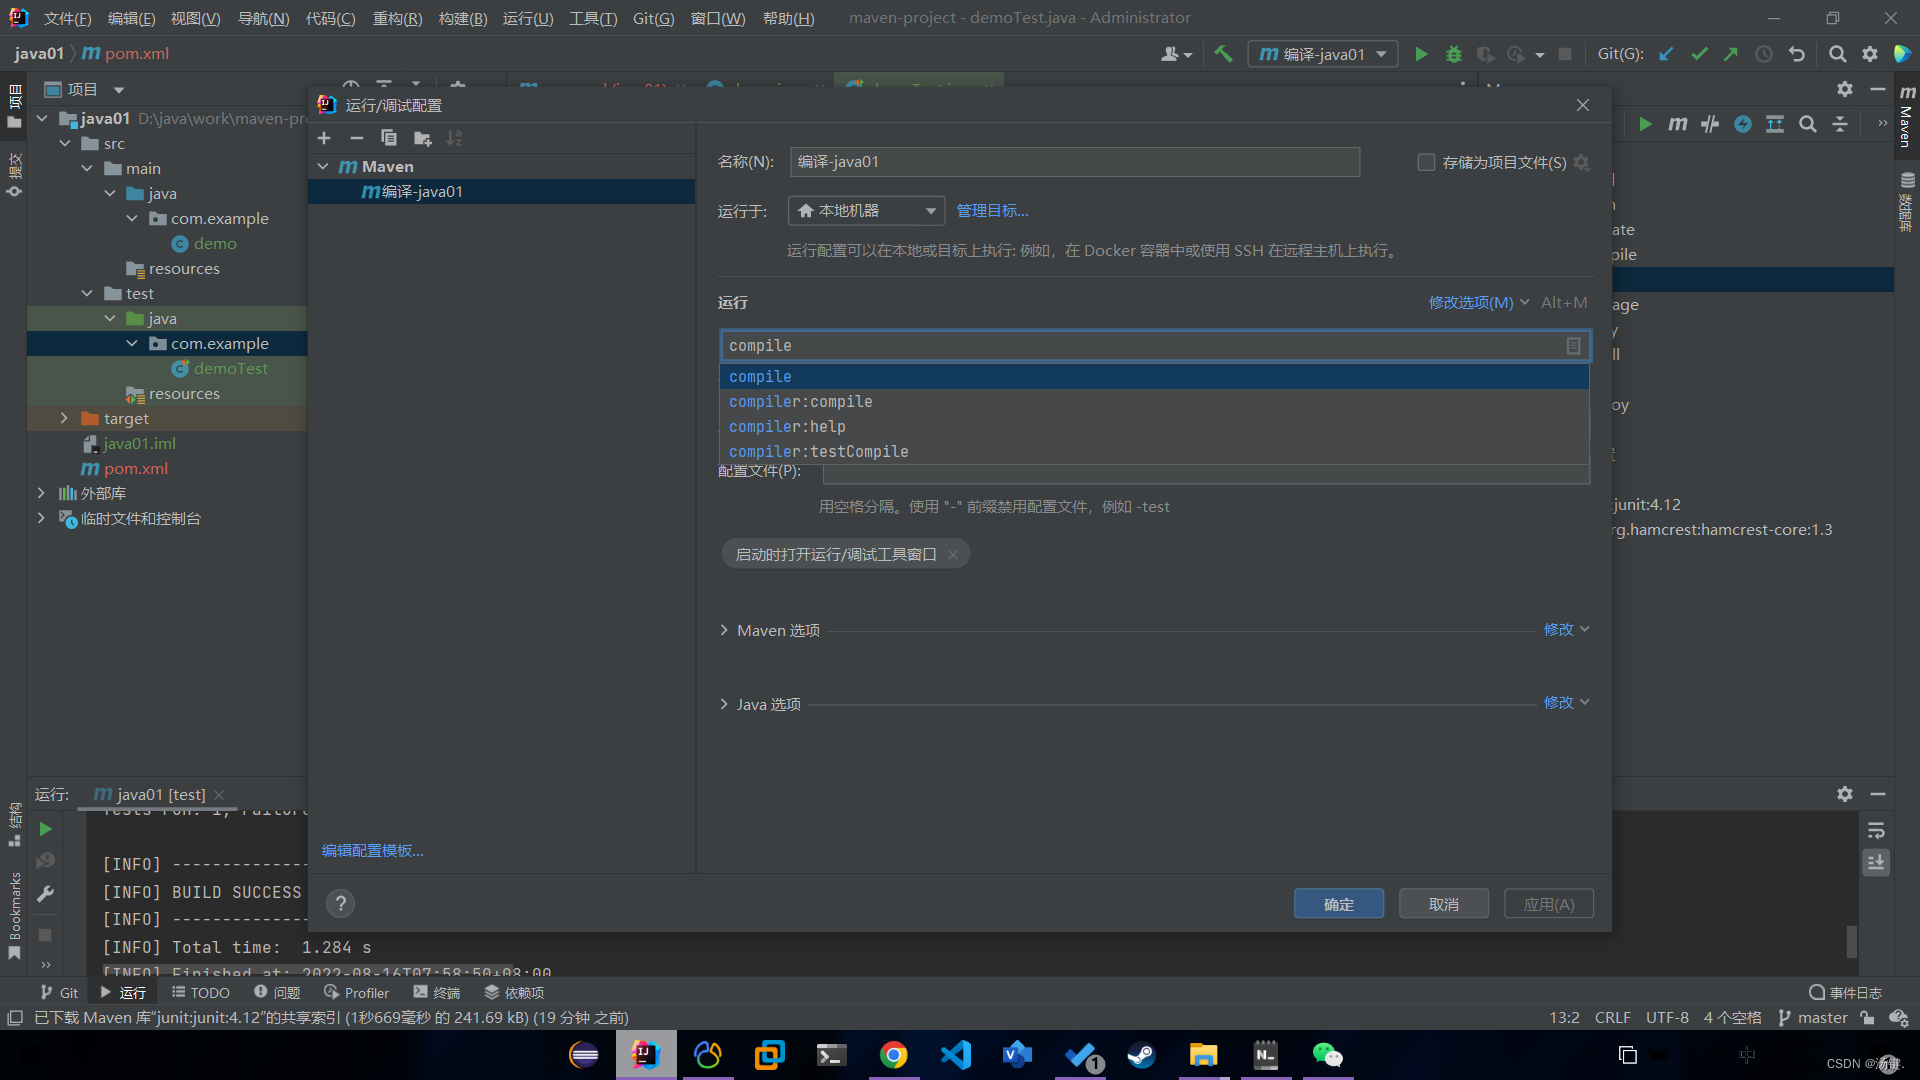 文件(F) 编辑(E) 视图(V) 导航(N) 代码(C) 重构(R) 构建(B) 运行(U) 工具(T) Git(G) 窗口(W) 帮助(H) maven-project - demoTest.java - Administrator
java01 pom.xml 编译-java01 Git(G):
项目
项目
提交
java01 D:\java\work\maven-pr
src
main
java
com.example
demo
resources
test
java
com.example
demoTest
resources
target
java01.iml
pom.xml
外部库
临时文件和控制台
运行/调试配置
Maven
编译-java01
编辑配置模板...
名称(N): 编译-java01 存储为项目文件(S)
运行于: 本地机器 管理目标...
运行配置可以在本地或目标上执行: 例如，在 Docker 容器中或使用 SSH 在远程主机上执行。
运行 修改选项(M) Alt+M
compile
compile
compiler:compile
compiler:help
compiler:testCompile
配置文件(P):
用空格分隔。使用 "-" 前缀禁用配置文件，例如 -test
启动时打开运行/调试工具窗口
Maven 选项 修改
Java 选项 修改
? 确定 取消 应用(A)
ate
pile
age
y
ll
oy
junit:4.12
rg.hamcrest:hamcrest-core:1.3
Maven
数据库
结构
Bookmarks
运行: java01 [test]
[INFO] --------------
[INFO] BUILD SUCCESS
[INFO] --------------
[INFO] Total time:  1.284 s
[INFO] Finished at: 2022-08-16T07:58:50+08:00
Git 运行 TODO 问题 Profiler 终端 依赖项 事件日志
已下载 Maven 库“junit:junit:4.12”的共享索引 (1秒669毫秒 的 241.69 kB) (19 分钟 之前) 13:2 CRLF UTF-8 4 个空格 master
CSDN @汤键.